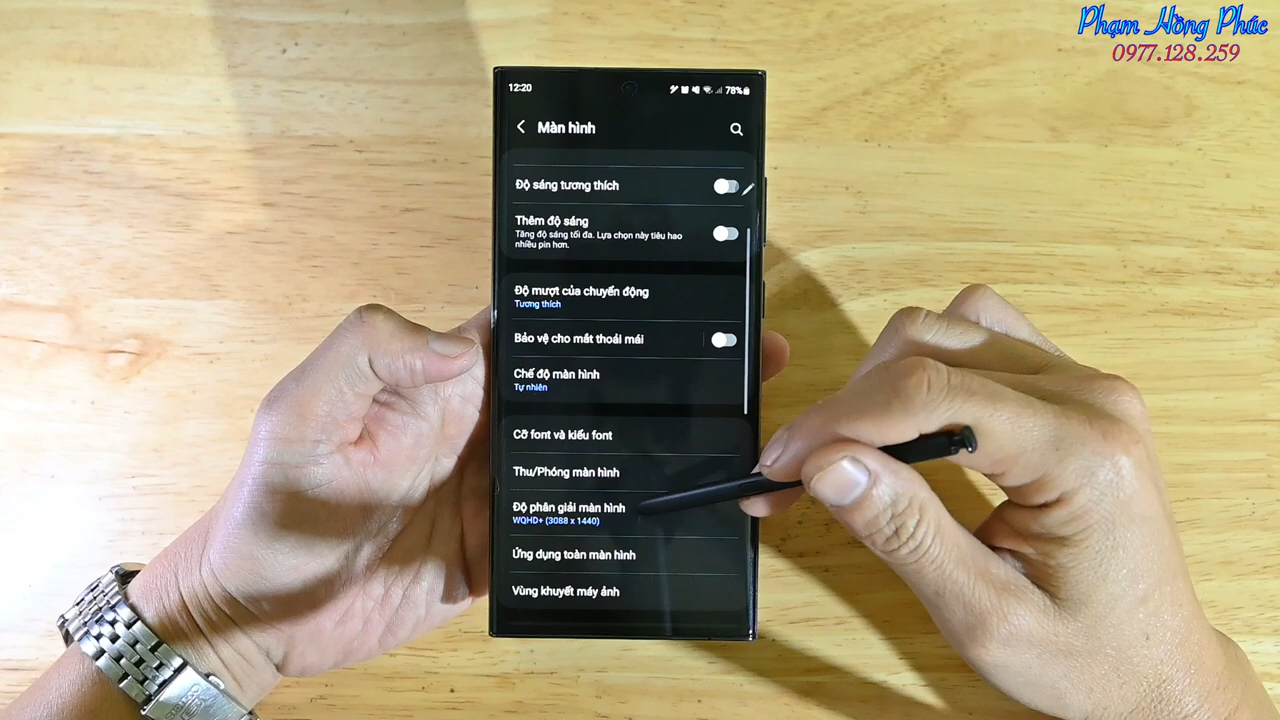 Phạm Hồng Phúc
0977.128.259
12:20
78%
Màn hình
Độ sáng tương thích
Thêm độ sáng
Tăng độ sáng tối đa. Lựa chọn này tiêu hao
nhiều pin hơn.
Độ mượt của chuyển động
Tương thích
Bảo vệ cho mắt thoải mái
Chế độ màn hình
Tự nhiên
Cỡ font và kiểu font
Thu/Phóng màn hình
Độ phân giải màn hình
WQHD+ (3088 x 1440)
Ứng dụng toàn màn hình
Vùng khuyết máy ảnh